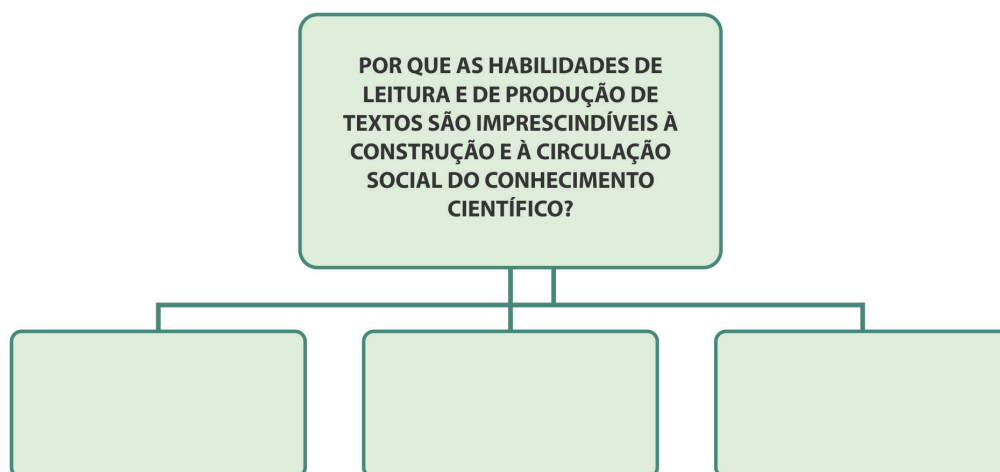 POR QUE AS HABILIDADES DE
LEITURA E DE PRODUÇÃO DE
TEXTOS SÃO IMPRESCINDÍVEIS À
CONSTRUÇÃO E À CIRCULAÇÃO
SOCIAL DO CONHECIMENTO
CIENTÍFICO?